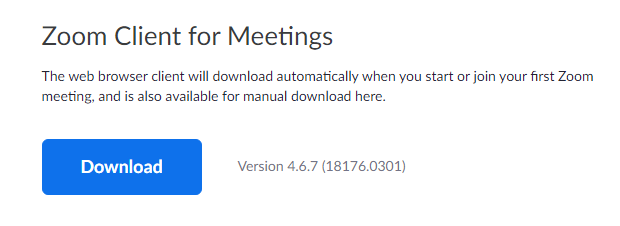 Zoom Client for Meetings
The web browser client will download automatically when you start or join your first Zoom
meeting, and is also available for manual download here.
Download
Version 4.6.7 (18176.0301)